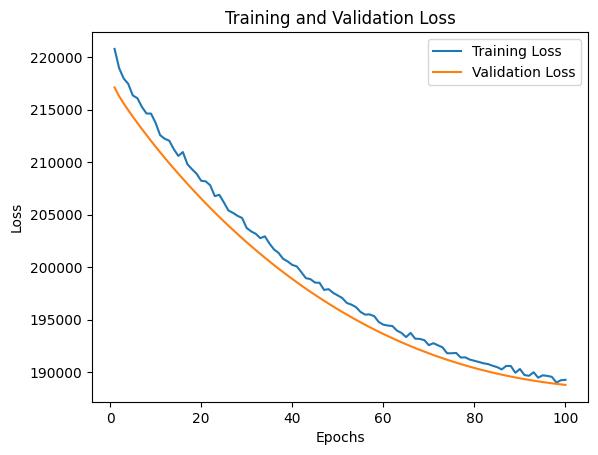 Training and Validation Loss
Training Loss
Validation Loss
220000
215000
210000
205000
200000
195000
190000
Loss
0 20 40 60 80 100
Epochs